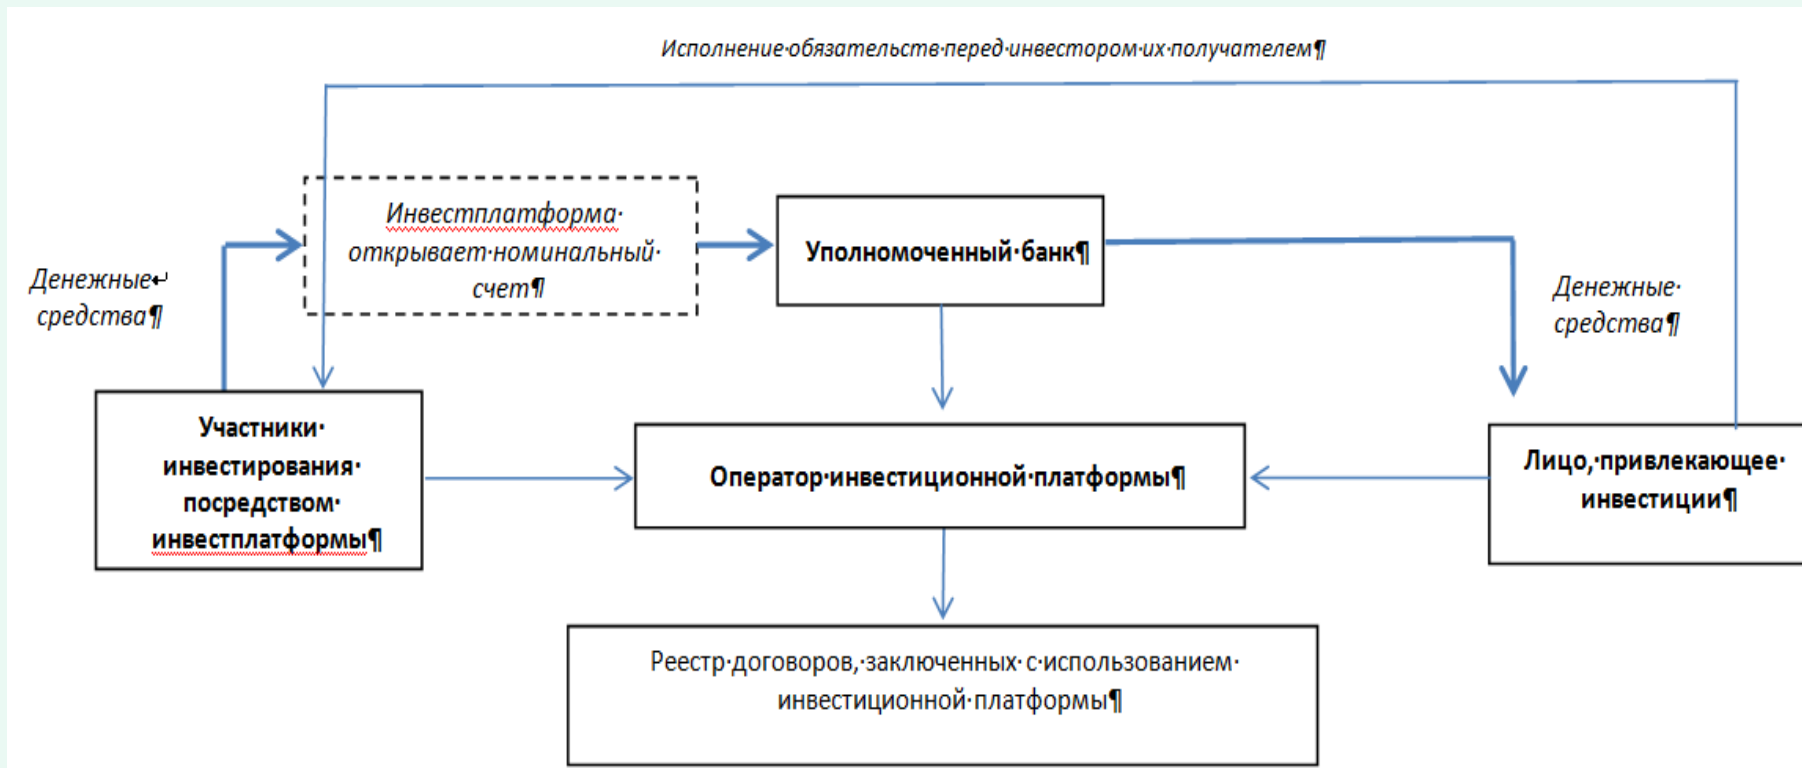 Исполнение·обязательств·перед·инвестором·их·получателем¶
Инвестплатформа·
открывает·номинальный·
счет¶
Уполномоченный·банк¶
Денежные↵
средства¶
Денежные·
средства¶
Участники·
инвестирования·
посредством·
инвестплатформы¶
Оператор·инвестиционной·платформы¶
Лицо,·привлекающее·
инвестиции¶
Реестр·договоров,·заключенных·с·использованием·
инвестиционной·платформы¶